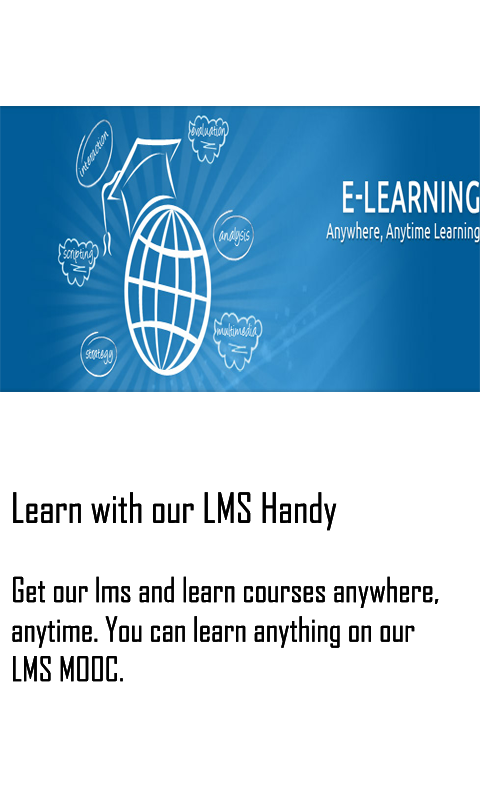 evaluation
interaction
E-LEARNING
Anywhere, Anytime Learning
analysis
scripting
multimedia
strategy
Learn with our LMS Handy
Get our lms and learn courses anywhere,
anytime. You can learn anything on our
LMS MOOC.